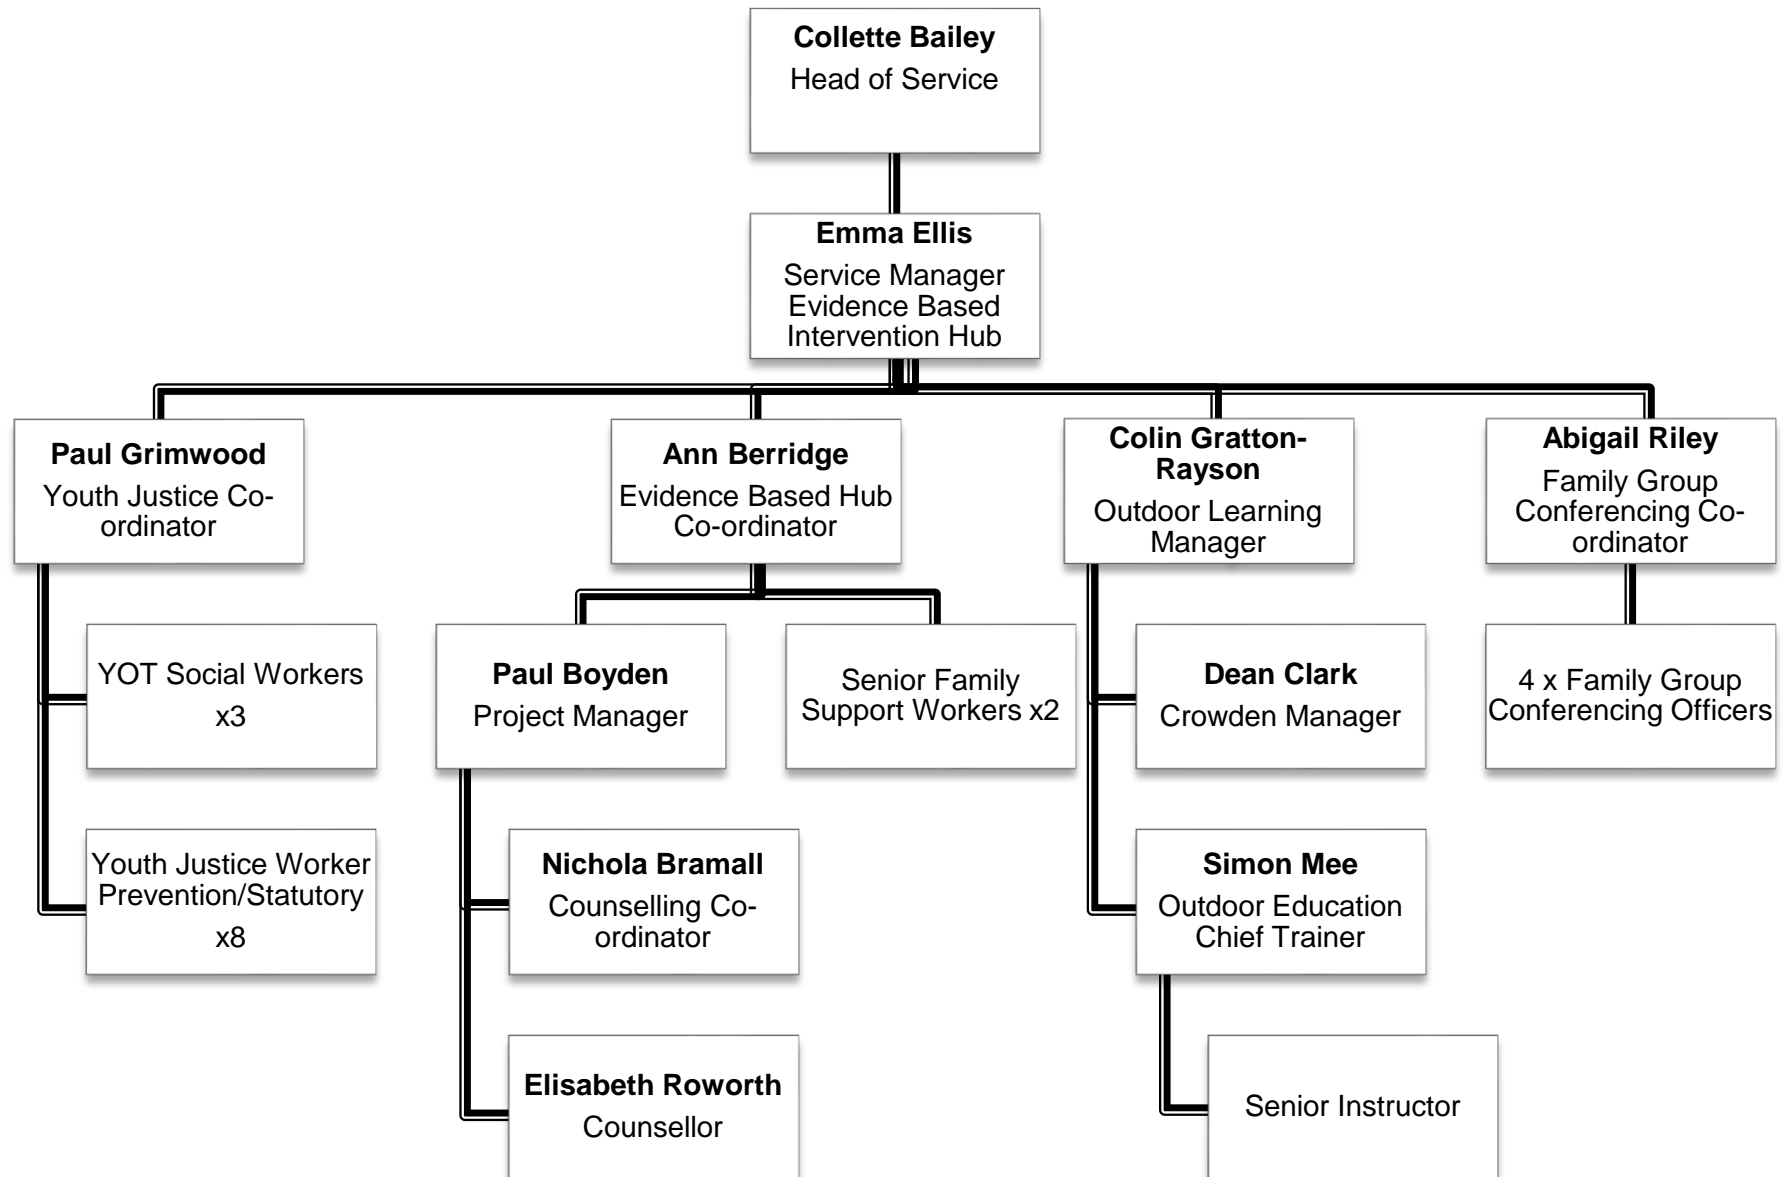 Collette Bailey
Head of Service
Emma Ellis
Service Manager
Evidence Based
Intervention Hub
Paul Grimwood
Youth Justice Co-
ordinator
Ann Berridge
Evidence Based Hub
Co-ordinator
Colin Gratton-
Rayson
Outdoor Learning
Manager
Abigail Riley
Family Group
Conferencing Co-
ordinator
YOT Social Workers
x3
Paul Boyden
Project Manager
Senior Family
Support Workers x2
Dean Clark
Crowden Manager
4 x Family Group
Conferencing Officers
Youth Justice Worker
Prevention/Statutory
x8
Nichola Bramall
Counselling Co-
ordinator
Simon Mee
Outdoor Education
Chief Trainer
Elisabeth Roworth
Counsellor
Senior Instructor